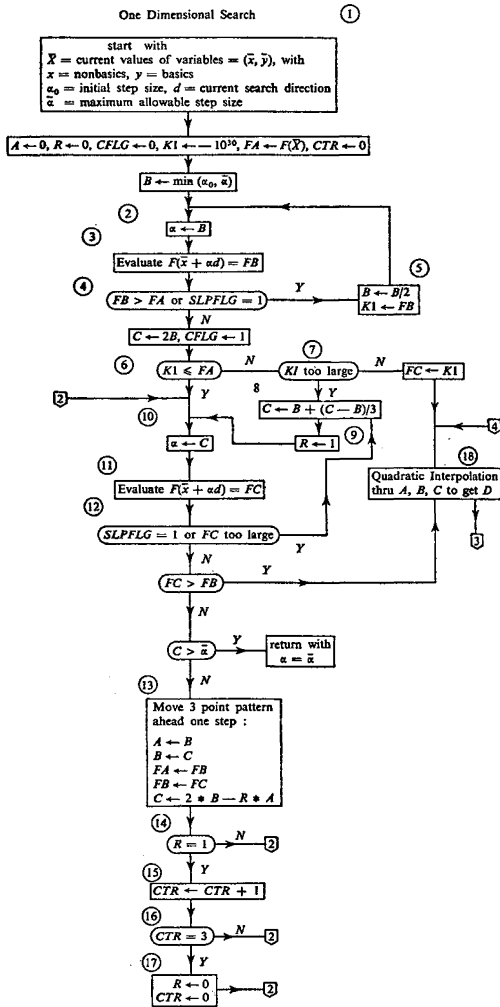 One Dimensional Search
1
start with
X̄ = current values of variables = (x̄, ȳ), with
x = nonbasics, y = basics
α₀ = initial step size, d = current search direction
ᾱ = maximum allowable step size
A ← 0, R ← 0, CFLG ← 0, K1 ← — 10³⁰, FA ← F(X̄), CTR ← 0
B ← min (α₀, ᾱ)
2
α ← B
3
Evaluate F(x̄ + αd) = FB
4
FB > FA or SLPFLG = 1
Y
5
B ← B/2
K1 ← FB
N
C ← 2B, CFLG ← 1
6
K1 ⩽ FA
N
7
K1 too large
N
FC ← K1
2
Y
8
Y
C ← B + (C — B)/3
4
10
α ← C
9
R ← 1
18
Quadratic Interpolation
thru A, B, C to get D
3
11
Evaluate F(x̄ + αd) = FC
12
SLPFLG = 1 or FC too large
Y
N
FC > FB
Y
N
C > ᾱ
Y
return with
α = ᾱ
N
13
Move 3 point pattern
ahead one step :
A ← B
B ← C
FA ← FB
FB ← FC
C ← 2 * B — R * A
14
R = 1
N
2
Y
15
CTR ← CTR + 1
16
CTR = 3
N
2
Y
17
R ← 0
CTR ← 0
2